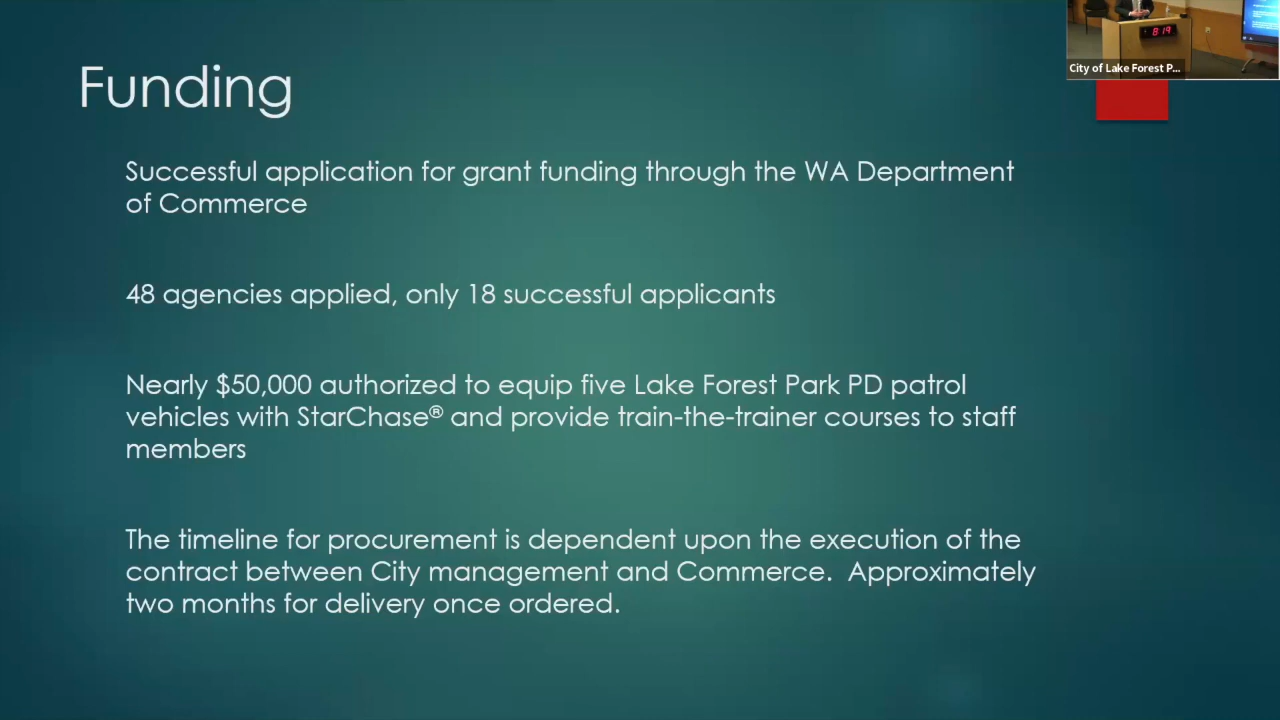 Funding
Successful application for grant funding through the WA Department
of Commerce
48 agencies applied, only 18 successful applicants
Nearly $50,000 authorized to equip five Lake Forest Park PD patrol
vehicles with StarChase® and provide train-the-trainer courses to staff
members
The timeline for procurement is dependent upon the execution of the
contract between City management and Commerce.  Approximately
two months for delivery once ordered.
8:19
City of Lake Forest P...